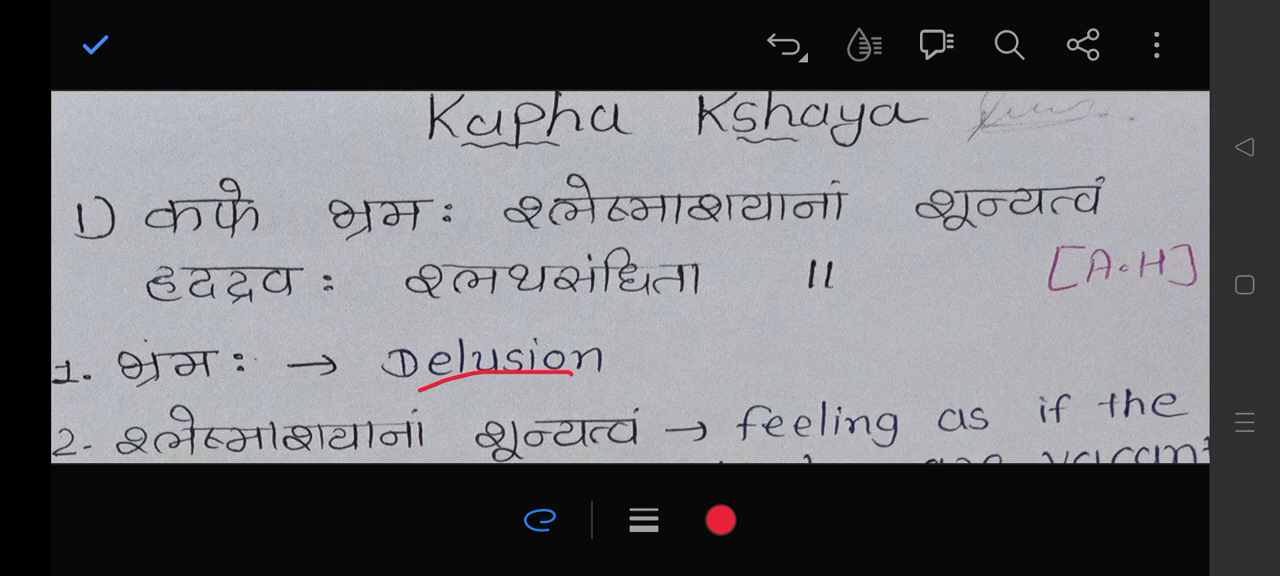 Kapha Kshaya
1) कफे भ्रमः श्लेष्माशयानां शून्यत्वं
हृदद्रवः श्लथसंधिता ॥ [A.H]
1. भ्रमः → Delusion
2- श्लेष्माशयानां शून्यत्वं → feeling as if the